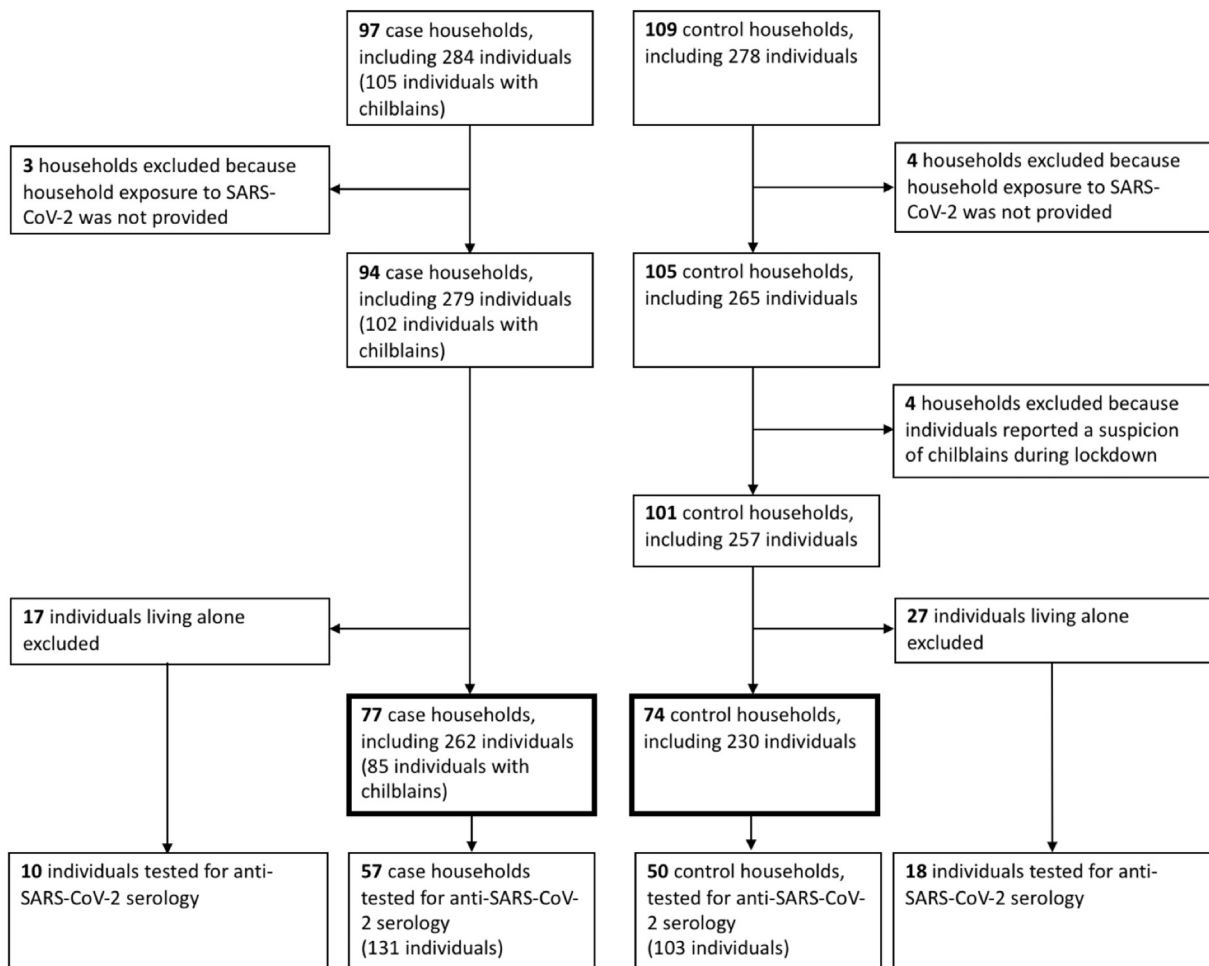 97 case households,
including 284 individuals
(105 individuals with
chilblains)
109 control households,
including 278 individuals
3 households excluded because
household exposure to SARS-
CoV-2 was not provided
4 households excluded because
household exposure to SARS-
CoV-2 was not provided
94 case households,
including 279 individuals
(102 individuals with
chilblains)
105 control households,
including 265 individuals
4 households excluded because
individuals reported a suspicion
of chilblains during lockdown
101 control households,
including 257 individuals
17 individuals living alone
excluded
27 individuals living alone
excluded
77 case households,
including 262 individuals
(85 individuals with
chilblains)
74 control households,
including 230 individuals
10 individuals tested for anti-
SARS-CoV-2 serology
57 case households
tested for anti-SARS-CoV-
2 serology
(131 individuals)
50 control households,
tested for anti-SARS-CoV-
2 serology
(103 individuals)
18 individuals tested for anti-
SARS-CoV-2 serology